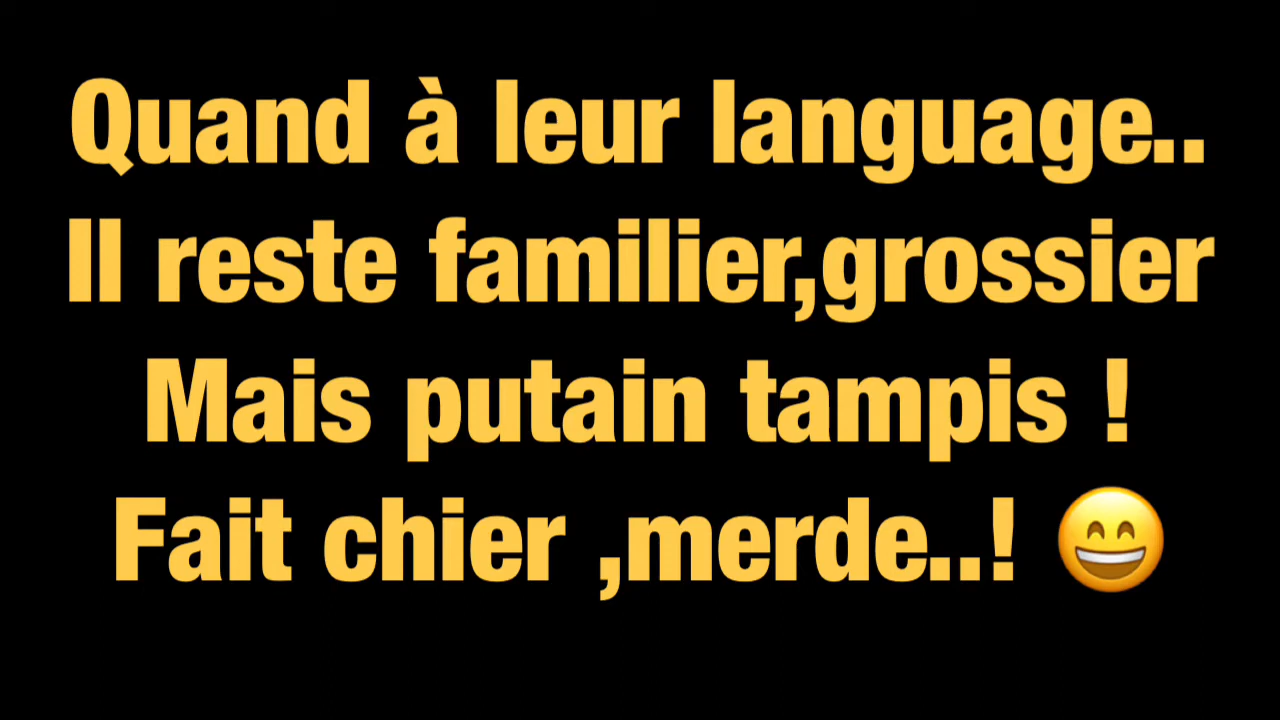 Quand à leur language..
Il reste familier,grossier
Mais putain tampis !
Fait chier ,merde..! 😄